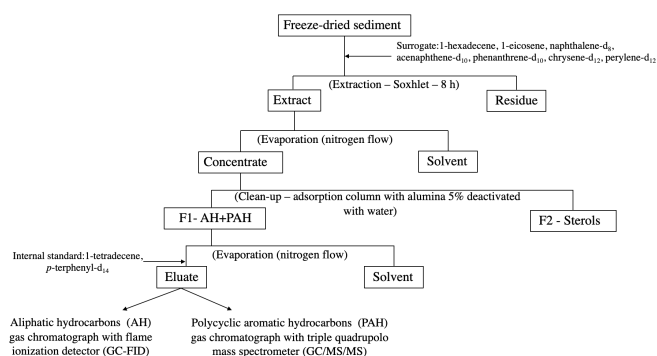 Freeze-dried sediment
Surrogate:1-hexadecene, 1-eicosene, naphthalene-d8,
acenaphthene-d10, phenanthrene-d10, chrysene-d12, perylene-d12
(Extraction – Soxhlet – 8 h)
Extract
Residue
(Evaporation (nitrogen flow)
Concentrate
Solvent
(Clean-up – adsorption column with alumina 5% deactivated
with water)
F1- AH+PAH
F2 - Sterols
Internal standard:1-tetradecene,
p-terphenyl-d14
(Evaporation (nitrogen flow)
Eluate
Solvent
Aliphatic hydrocarbons (AH)
gas chromatograph with flame
ionization detector (GC-FID)
Polycyclic aromatic hydrocarbons (PAH)
gas chromatograph with triple quadrupolo
mass spectrometer (GC/MS/MS)